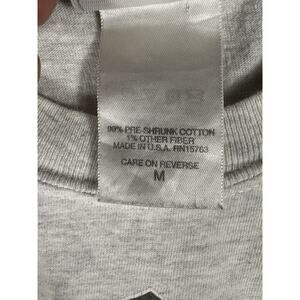 99% PRE-SHRUNK COTTON
1% OTHER FIBER
MADE IN U.S.A. RN15763
CARE ON REVERSE
M